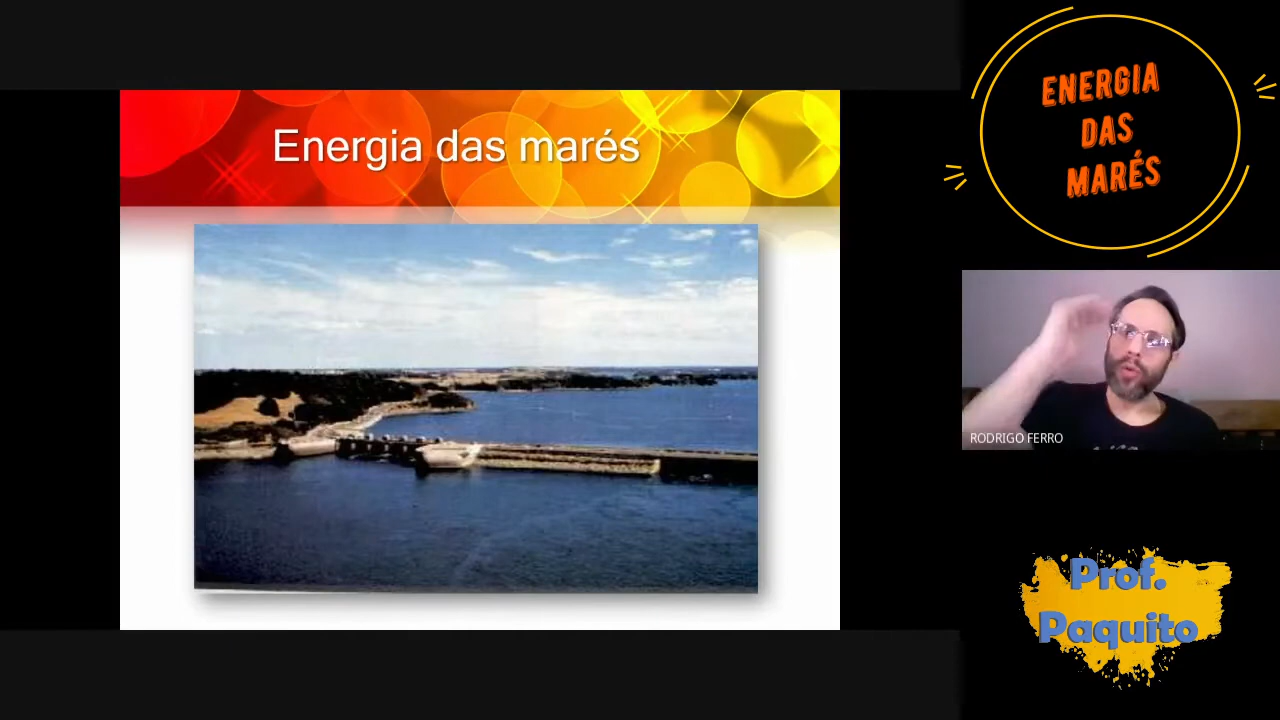 Energia das marés
ENERGIA
DAS
MARÉS
RODRIGO FERRO
Prof.
Paquito